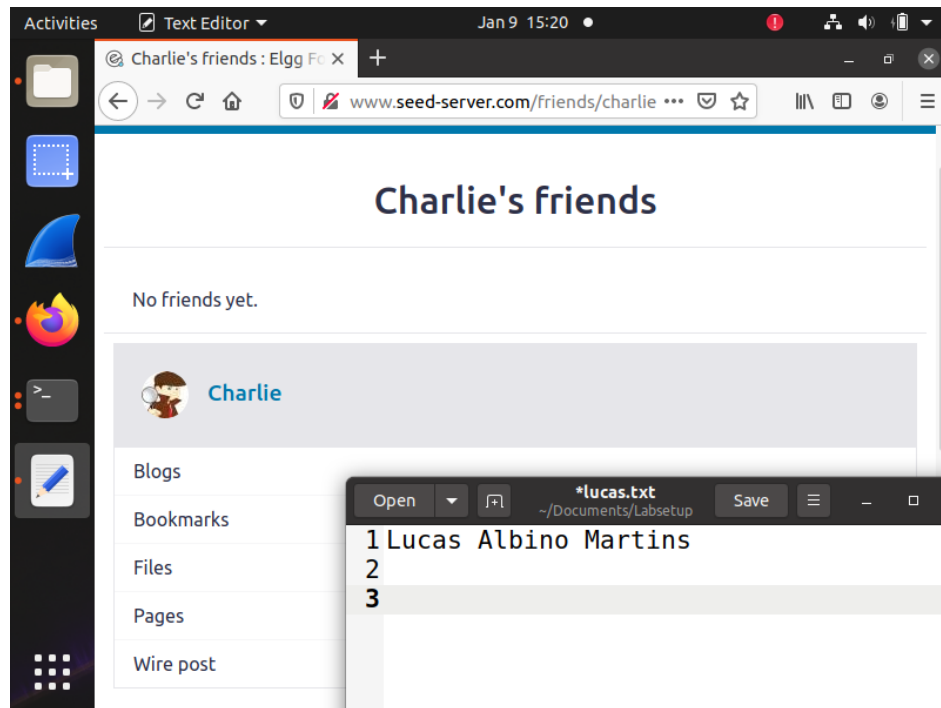 Activities Text Editor Jan 9 15:20
Charlie's friends : Elgg Fo
www.seed-server.com/friends/charlie
Charlie's friends
No friends yet.
Charlie
Blogs
Bookmarks
Files
Pages
Wire post
Open *lucas.txt Save
~/Documents/Labsetup
1 Lucas Albino Martins
2
3